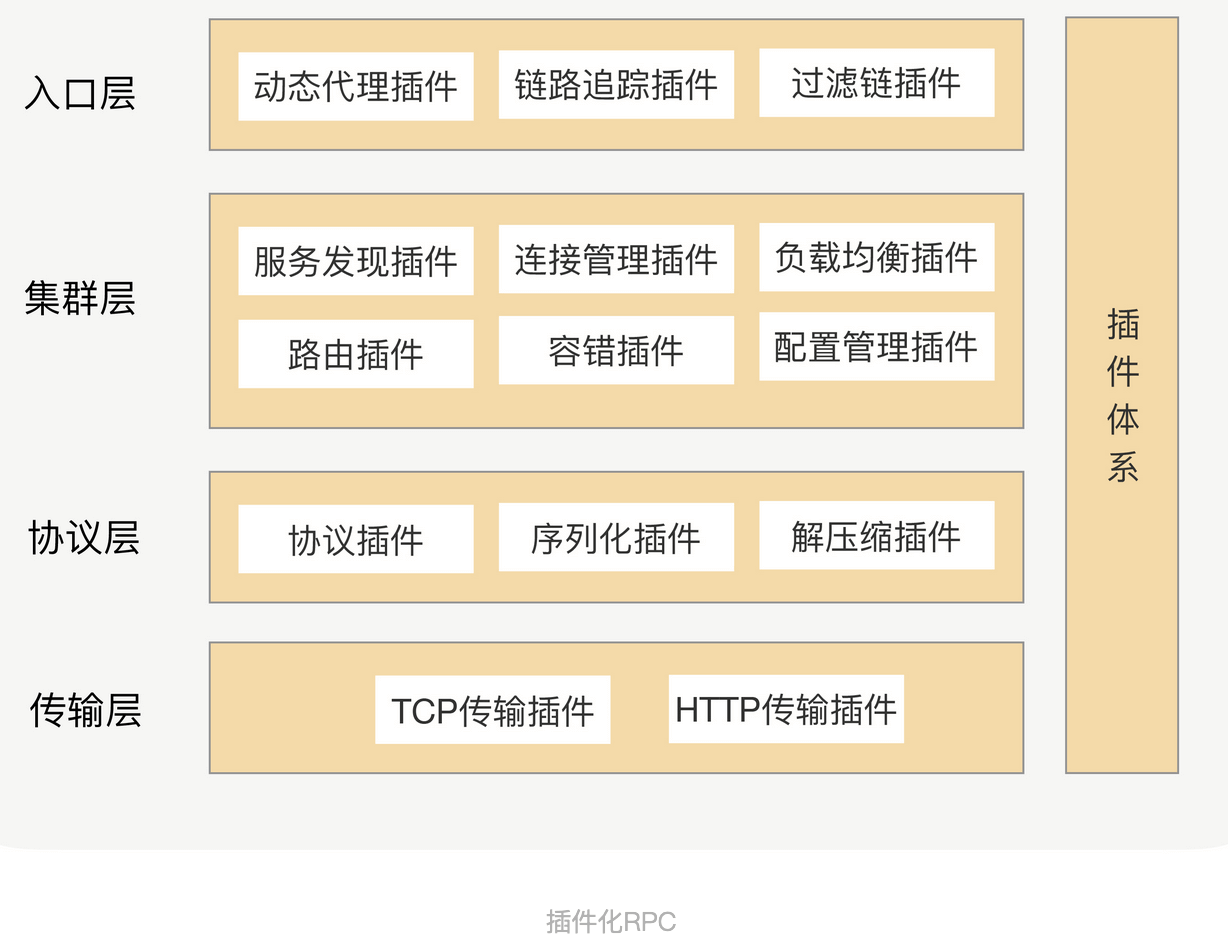 入口层
动态代理插件
链路追踪插件
过滤链插件
集群层
服务发现插件
连接管理插件
负载均衡插件
路由插件
容错插件
配置管理插件
协议层
协议插件
序列化插件
解压缩插件
传输层
TCP传输插件
HTTP传输插件
插件体系
插件化RPC